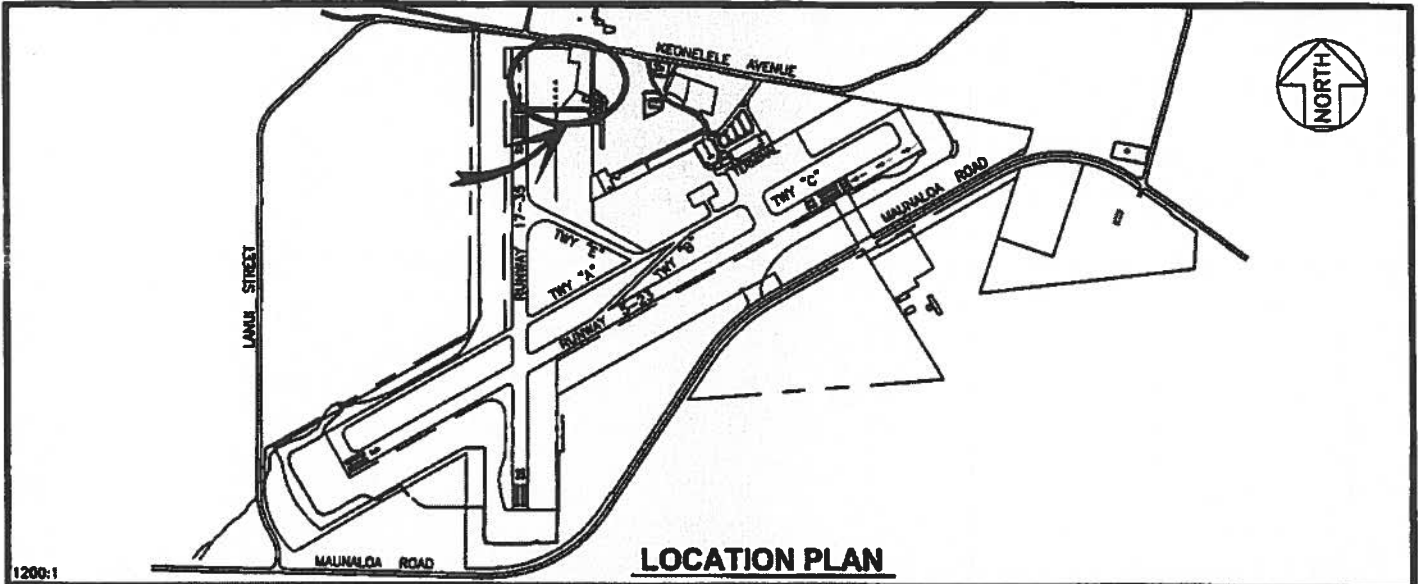 KEONELELE AVENUE
NORTH
TERMINAL
TWY "C"
MAUNALOA ROAD
RUNWAY 17-35
TWY "E"
TWY "B"
TWY "A"
RUNWAY 5-23
LANUI STREET
MAUNALOA ROAD
LOCATION PLAN
1200:1